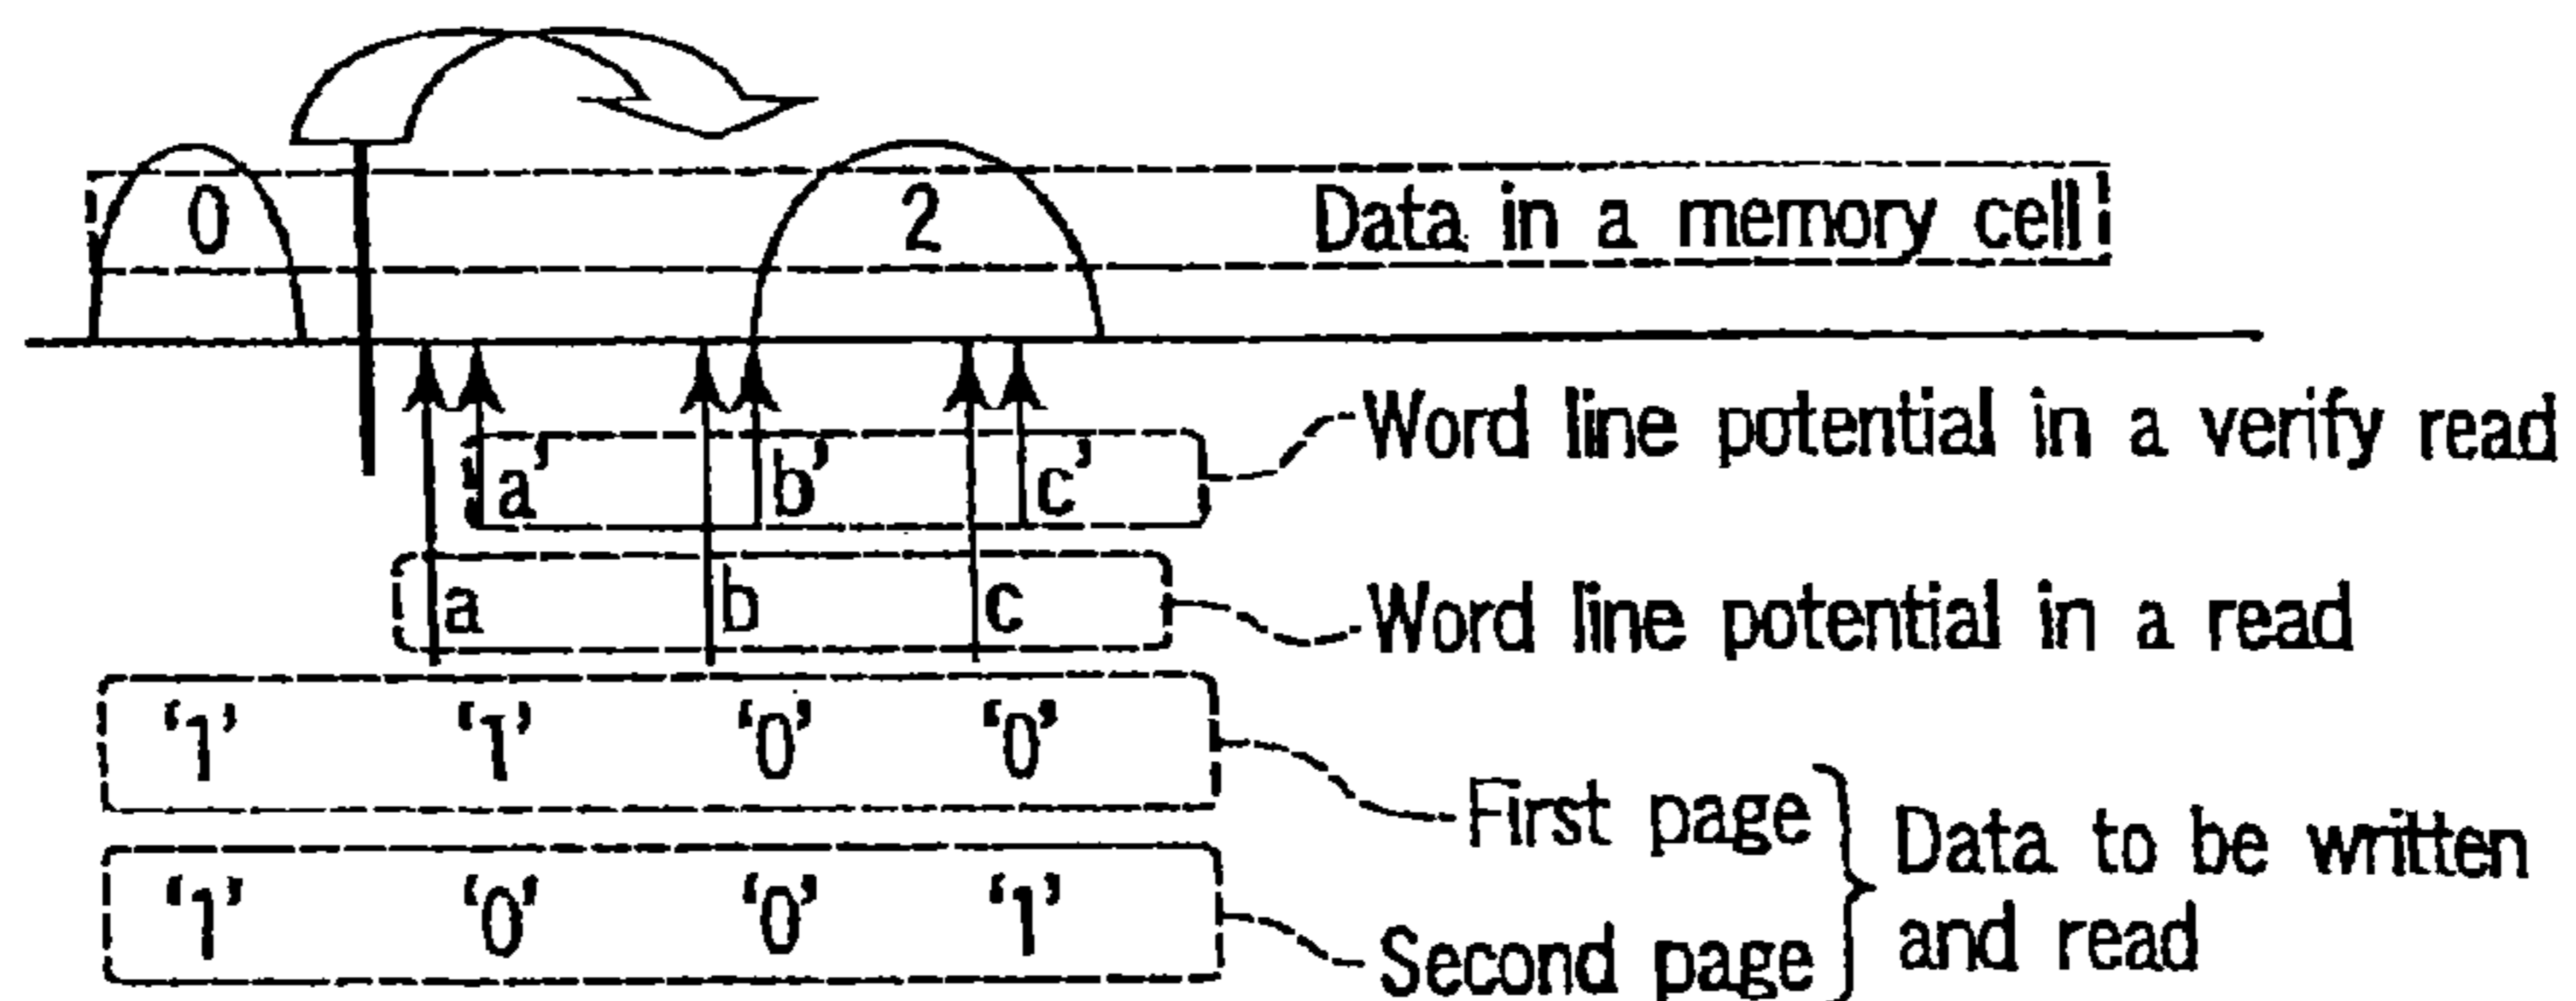 0 2 Data in a memory cell
Word line potential in a verify read
a' b' c'
a b c
Word line potential in a read
'1' '1' '0' '0'
First page
Data to be written
and read
'1' '0' '0' '1'
Second page